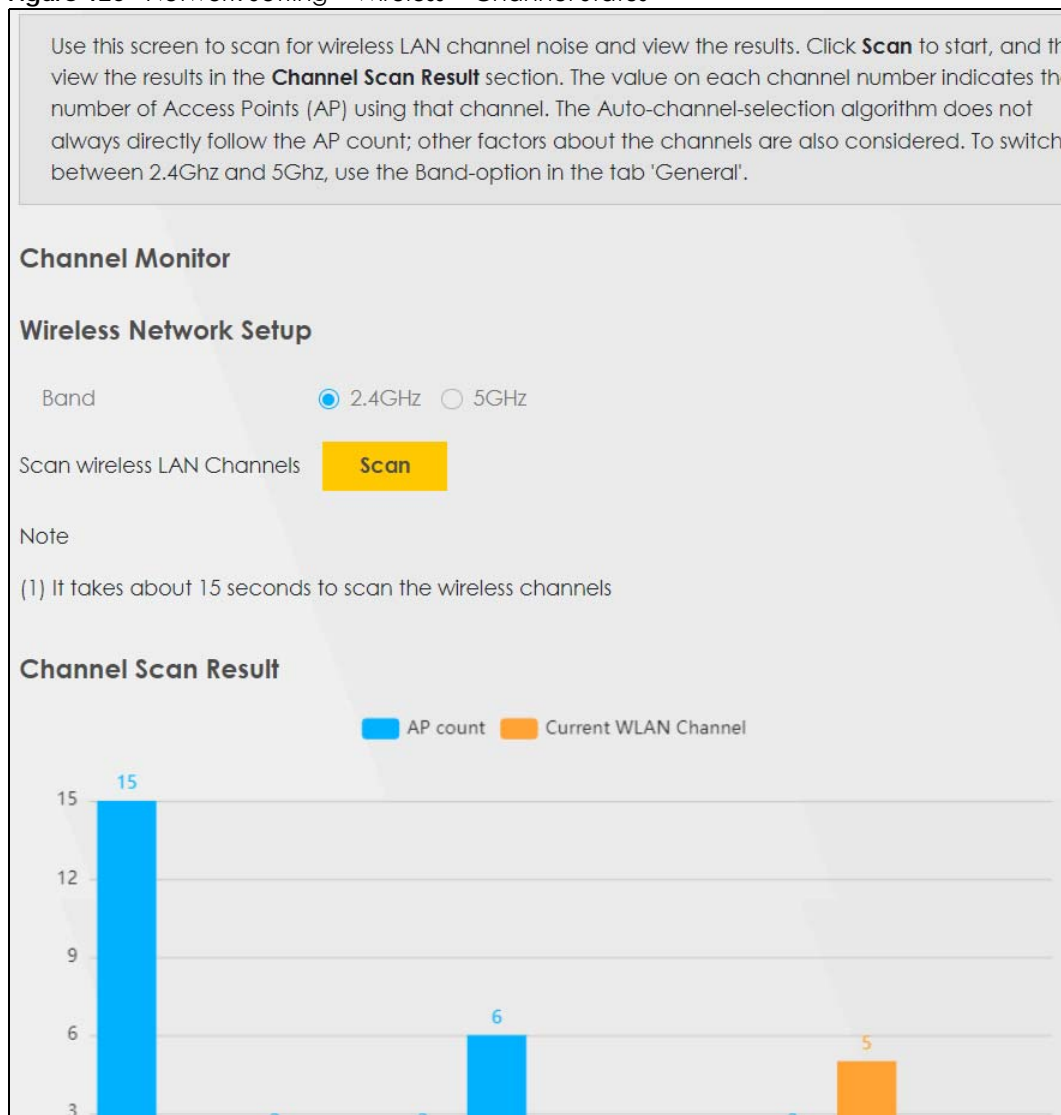 Use this screen to scan for wireless LAN channel noise and view the results. Click Scan to start, and
view the results in the Channel Scan Result section. The value on each channel number indicates
number of Access Points (AP) using that channel. The Auto-channel-selection algorithm does not
always directly follow the AP count; other factors about the channels are also considered. To switch
between 2.4Ghz and 5Ghz, use the Band-option in the tab 'General'.
Channel Monitor
Wireless Network Setup
Band 2.4GHz 5GHz
Scan wireless LAN Channels Scan
Note
(1) It takes about 15 seconds to scan the wireless channels
Channel Scan Result
AP count Current WLAN Channel
15
15
12
9
6
6
5
3